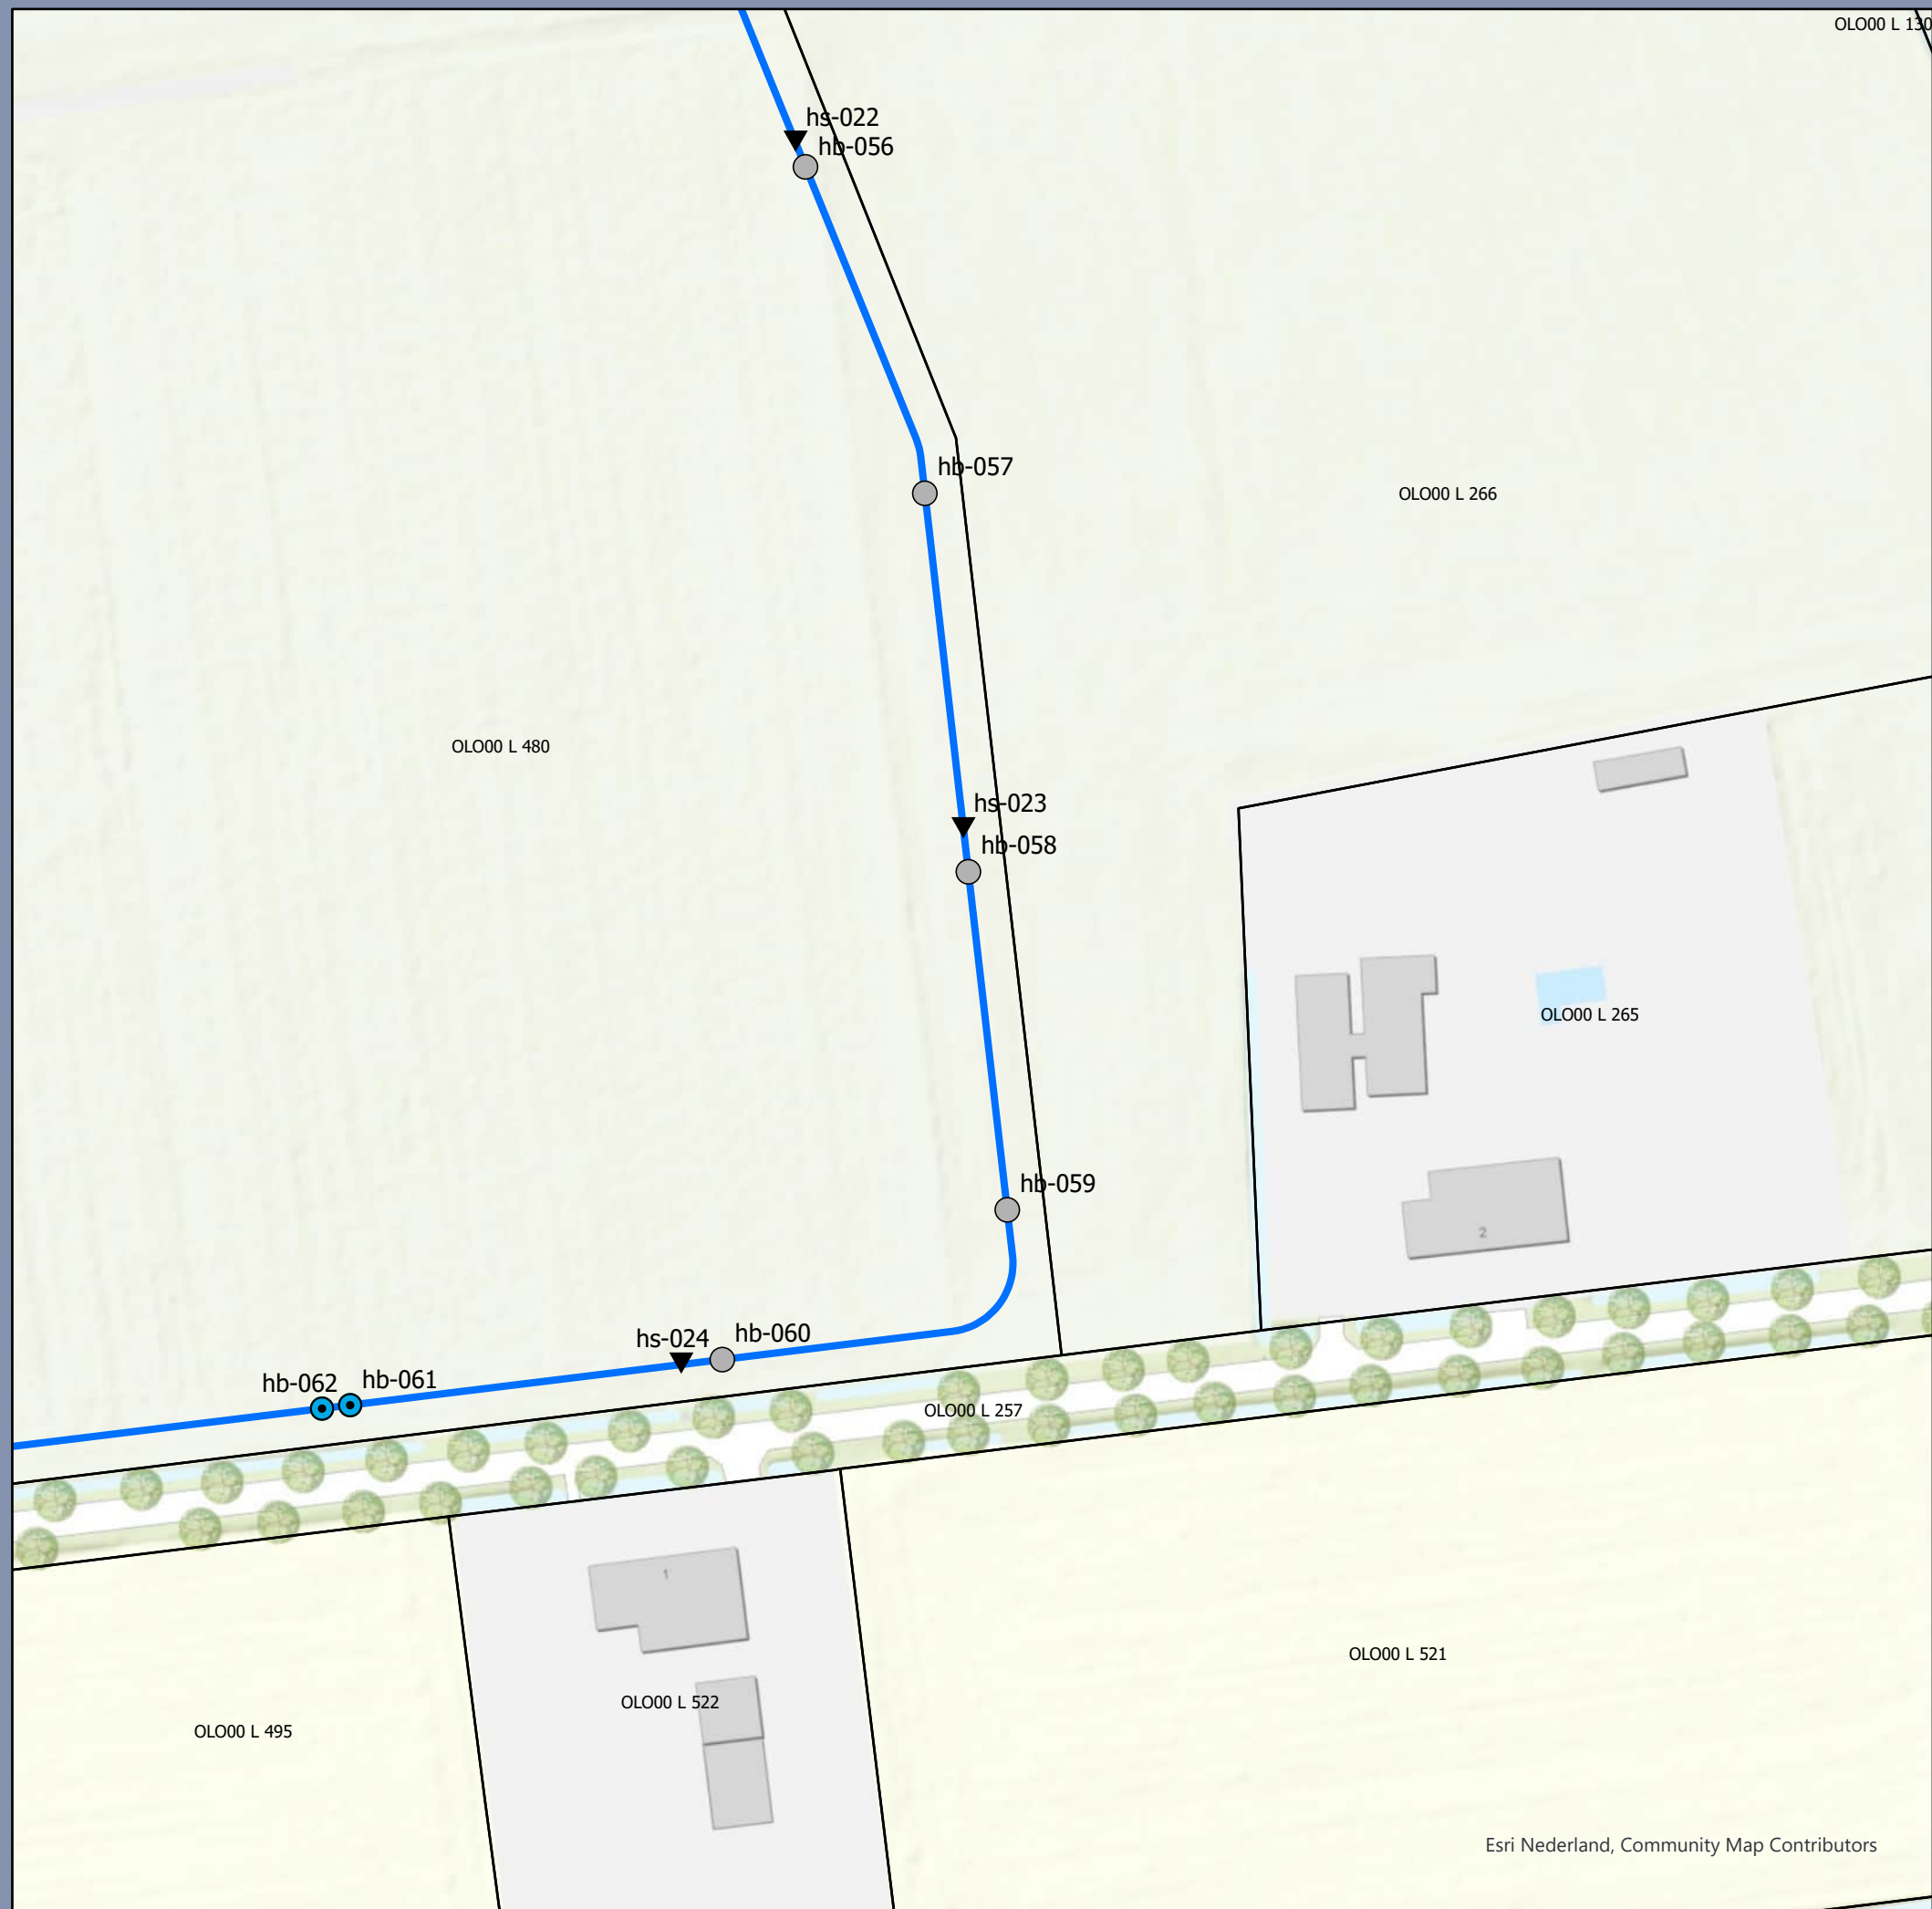 OLO00 L 130
hs-022
hb-056
hb-057
OLO00 L 266
OLO00 L 480
hs-023
hb-058
OLO00 L 265
hb-059
2
hs-024
hb-060
hb-062
hb-061
OLO00 L 257
1
OLO00 L 521
OLO00 L 522
OLO00 L 495
Esri Nederland, Community Map Contributors